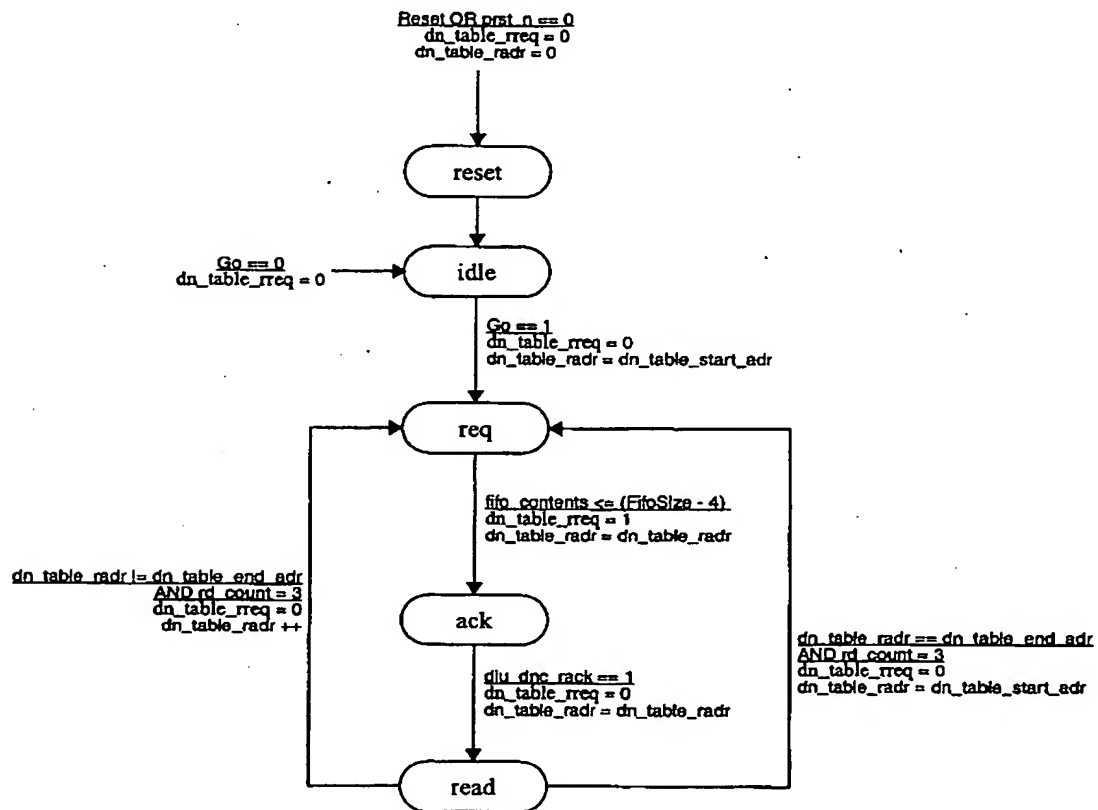 Reset OR prst_n == 0
dn_table_rreq = 0
dn_table_radr = 0
reset
Go == 0
dn_table_rreq = 0
idle
Go == 1
dn_table_rreq = 0
dn_table_radr = dn_table_start_adr
req
fifo_contents <= (FifoSize - 4)
dn_table_rreq = 1
dn_table_radr = dn_table_radr
dn_table_radr != dn_table_end_adr
AND rd_count = 3
dn_table_rreq = 0
dn_table_radr ++
ack
dn_table_radr == dn_table_end_adr
AND rd_count = 3
dn_table_rreq = 0
dn_table_radr = dn_table_start_adr
diu_dnc_rack == 1
dn_table_rreq = 0
dn_table_radr = dn_table_radr
read